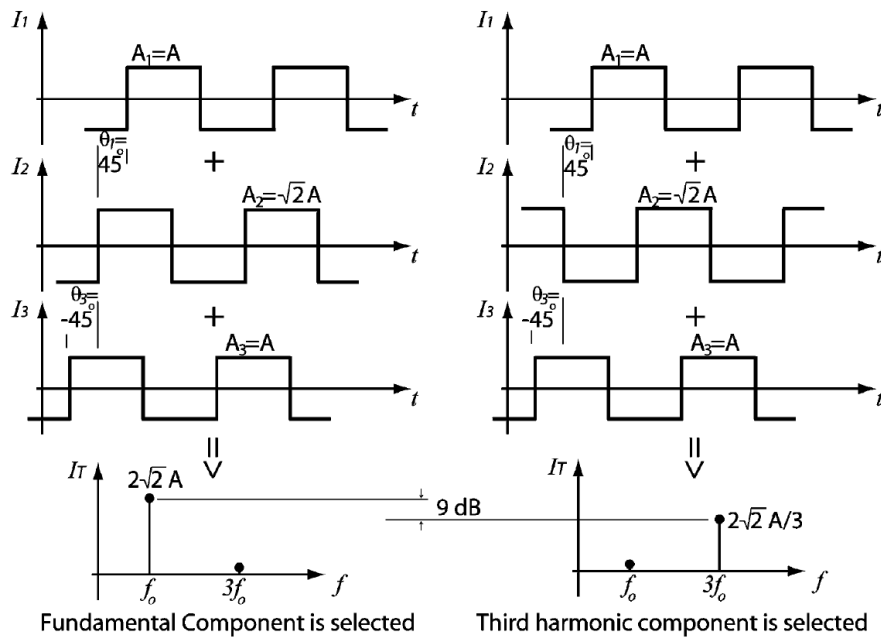 I1
A1=A
t
θ1=
45°
+
I2
A2=√2 A
t
θ3=
-45°
+
I3
A3=A
t
=>
IT
2√2 A
fo
3fo
f
Fundamental Component is selected
9 dB
I1
A1=A
t
θ1=
45°
+
I2
A2=√2 A
t
θ3=
-45°
+
I3
A3=A
t
=>
IT
2√2 A/3
fo
3fo
f
Third harmonic component is selected